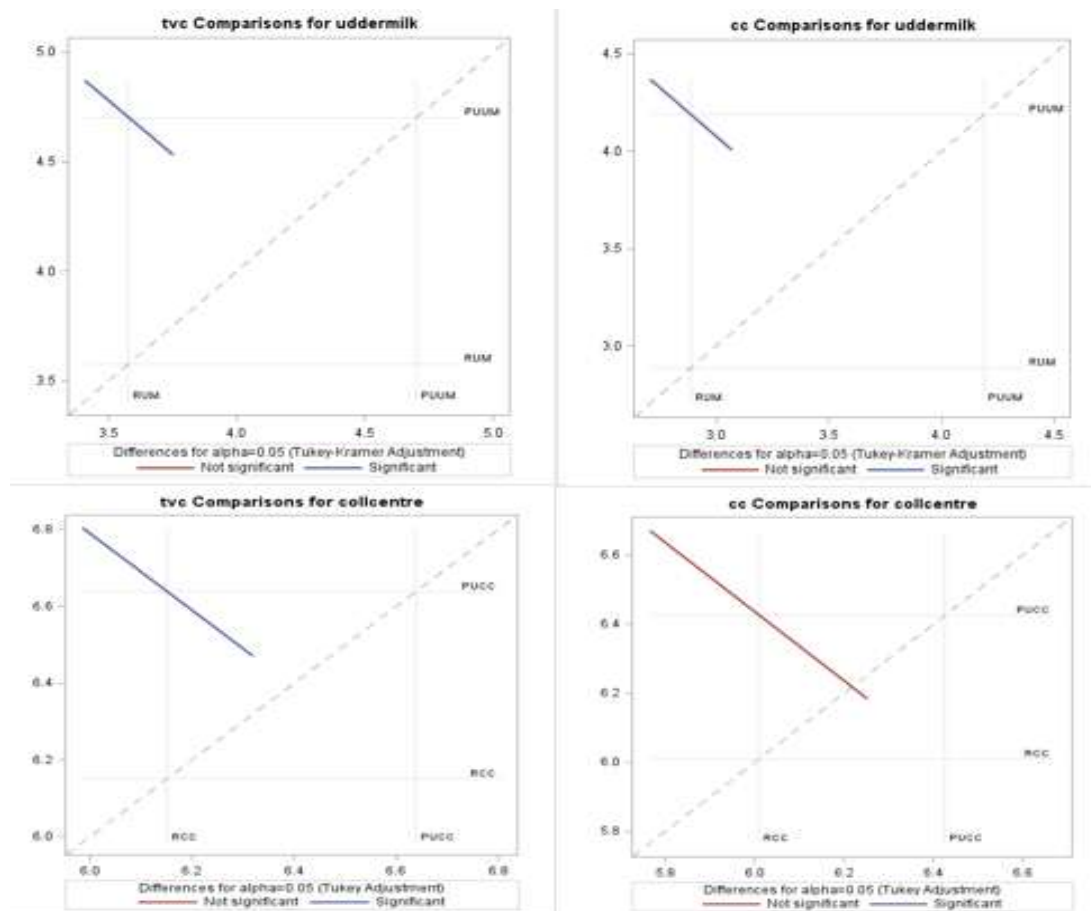 tvc Comparisons for uddermilk
5.0
4.5
4.0
3.5
PUUM
RUM
RUM PUUM
3.5 4.0 4.5 5.0
Differences for alpha=0.05 (Tukey-Kramer Adjustment)
Not significant Significant
cc Comparisons for uddermilk
4.5
4.0
3.5
3.0
PUUM
RUM
RUM PUUM
3.0 3.5 4.0 4.5
Differences for alpha=0.05 (Tukey-Kramer Adjustment)
Not significant Significant
tvc Comparisons for collcentre
6.8
6.6
6.4
6.2
6.0
PUCC
RCC
RCC PUCC
6.0 6.2 6.4 6.6 6.8
Differences for alpha=0.05 (Tukey Adjustment)
Not significant Significant
cc Comparisons for collcentre
6.6
6.4
6.2
6.0
5.8
PUCC
RCC
RCC PUCC
5.8 6.0 6.2 6.4 6.6
Differences for alpha=0.05 (Tukey Adjustment)
Not significant Significant